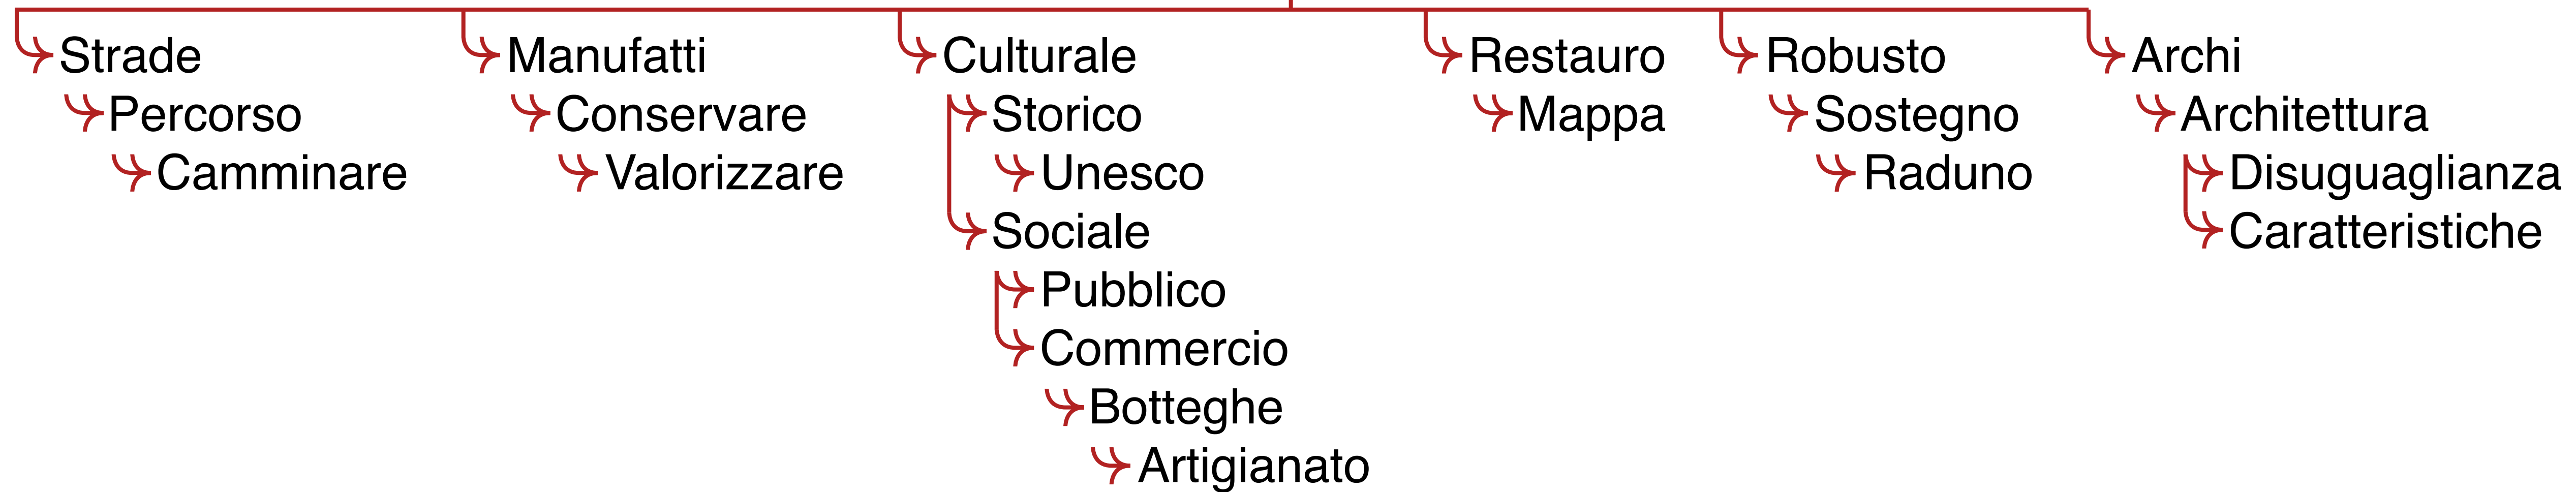 Strade
Percorso
Camminare
Manufatti
Conservare
Valorizzare
Culturale
Storico
Unesco
Sociale
Pubblico
Commercio
Botteghe
Artigianato
Restauro
Mappa
Robusto
Sostegno
Raduno
Archi
Architettura
Disuguaglianza
Caratteristiche